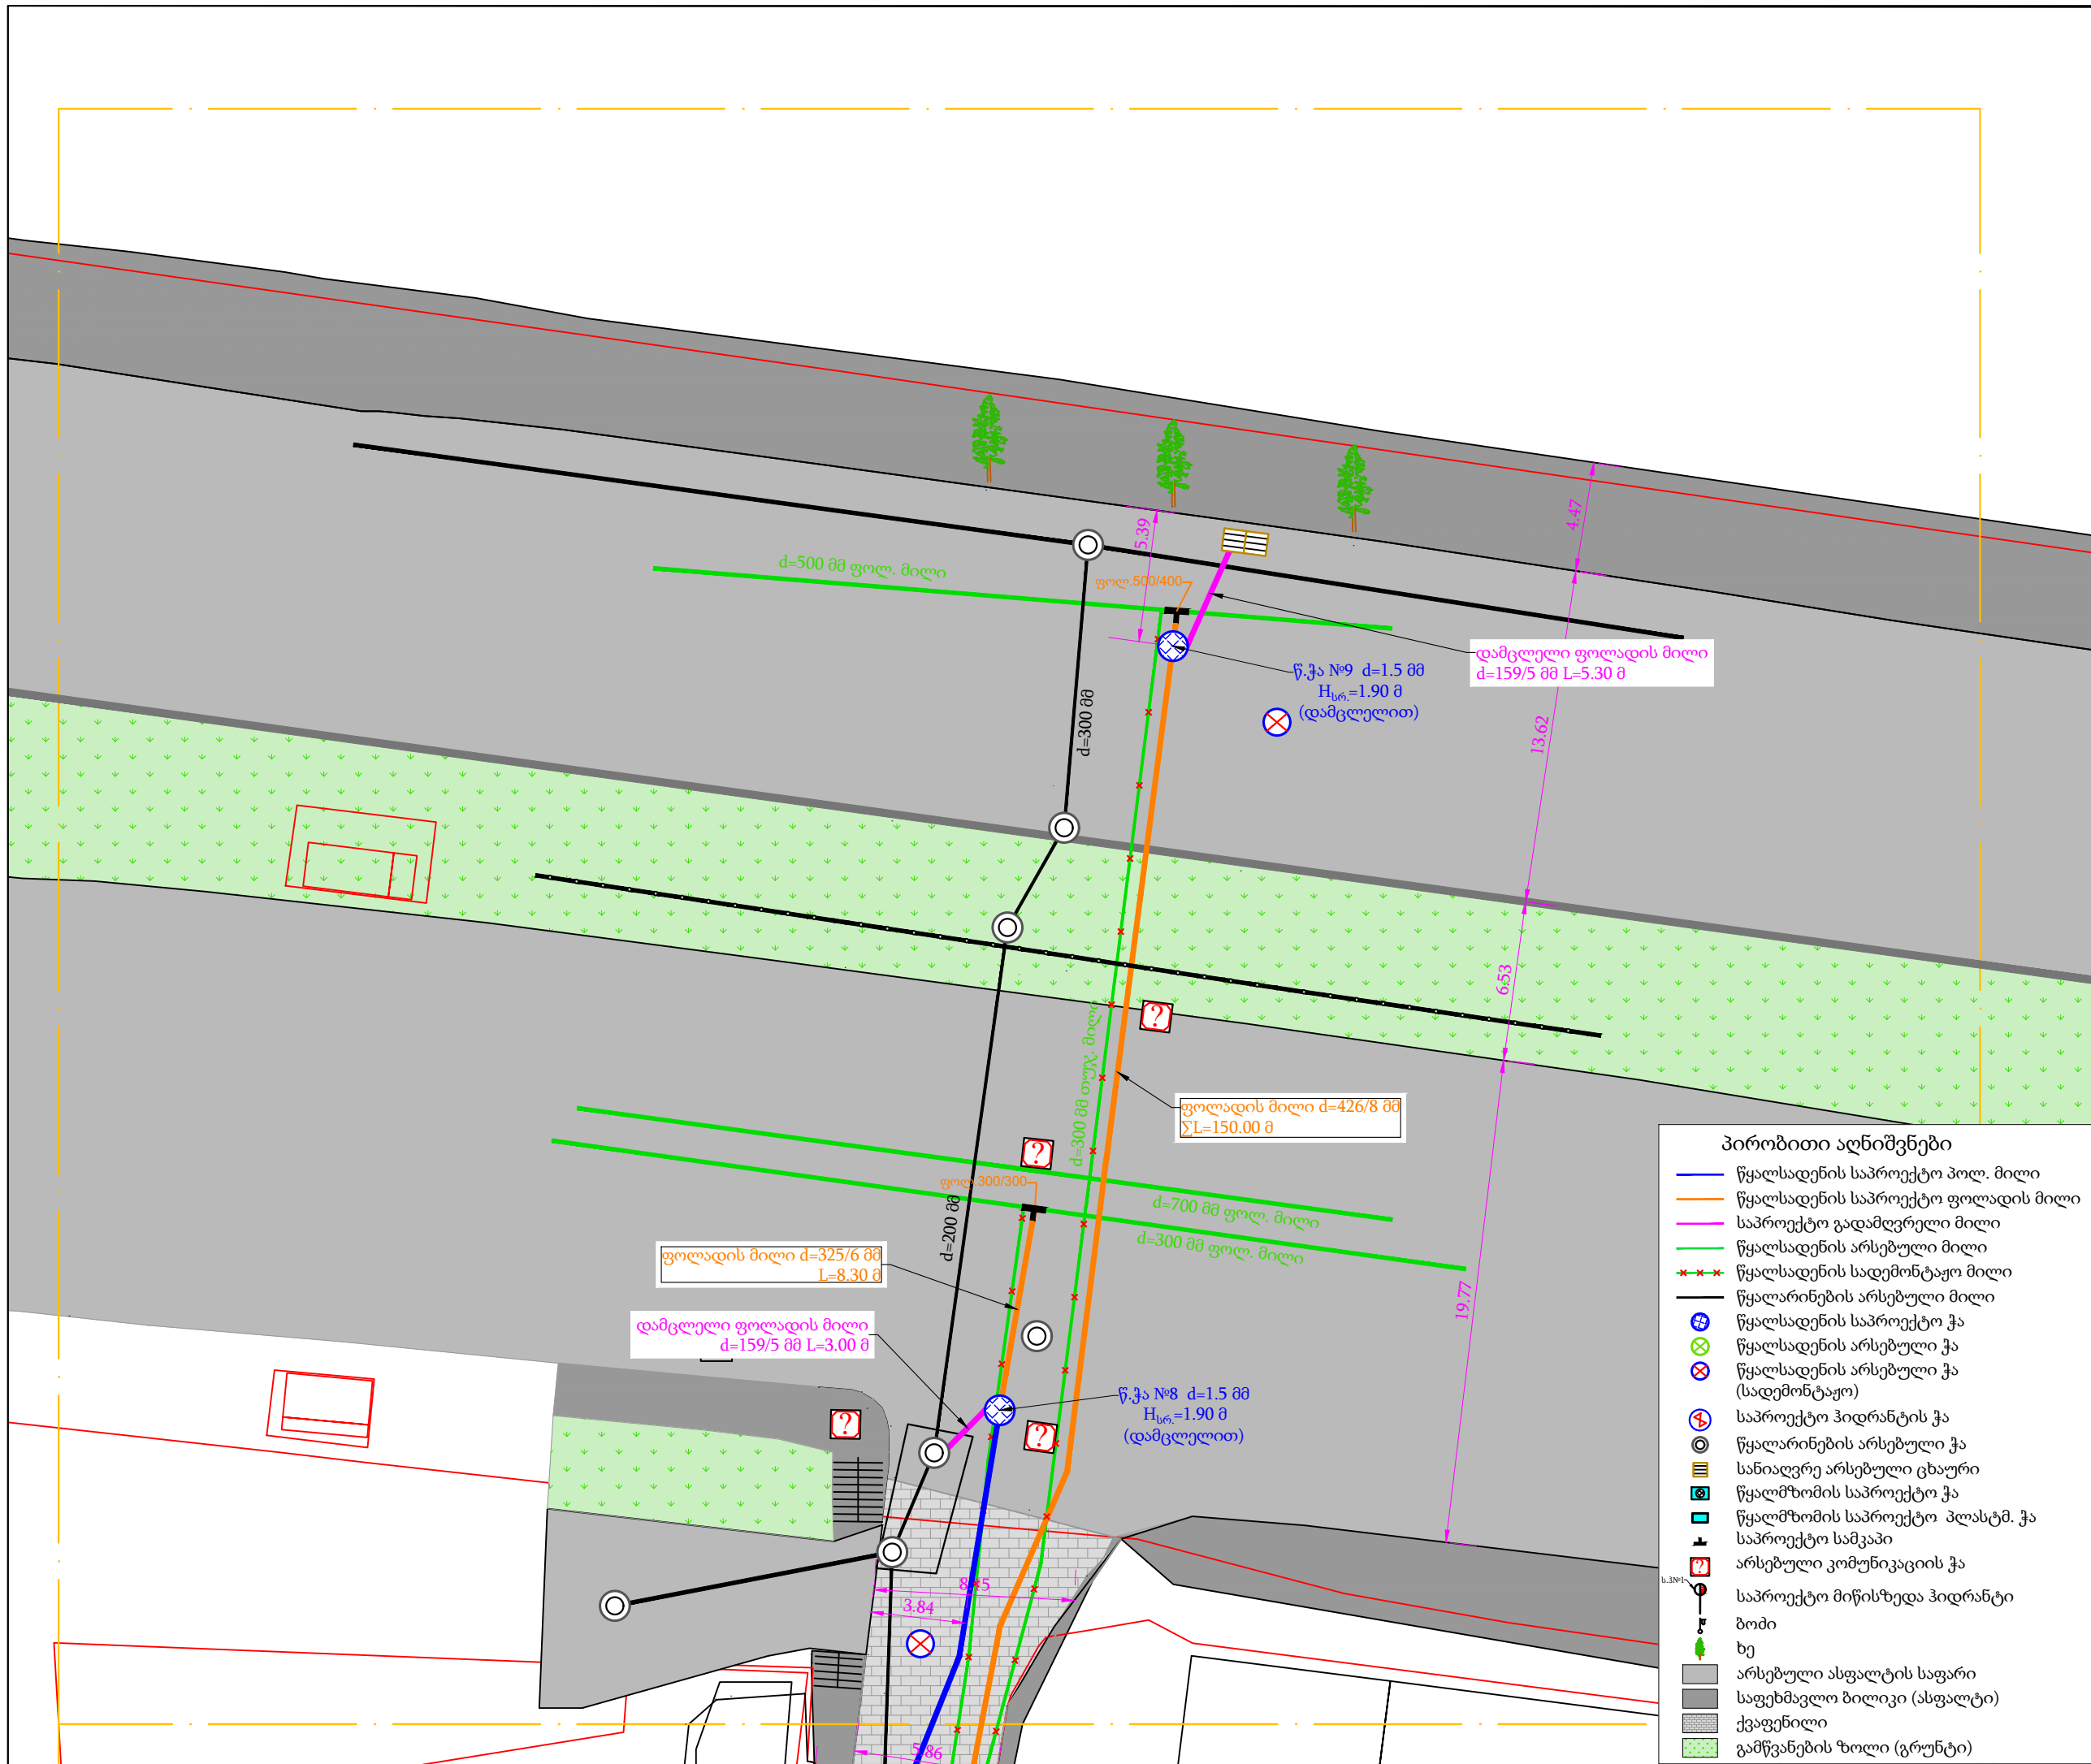 5.39
4.47
d=500 მმ ფოლ. მილი
ფოლ.500/400
დამცლელი ფოლადის მილი
d=159/5 მმ L=5.30 მ
წ.ჭა №9 d=1.5 მმ
Hსრ.=1.90 მ
(დამცლელით)
d=300 მმ
13.62
6.53
d=300 მმ თუჯ. მილი
ფოლადის მილი d=426/8 მმ
∑L=150.00 მ
ფოლ.300/300
d=700 მმ ფოლ. მილი
d=300 მმ ფოლ. მილი
d=200 მმ
ფოლადის მილი d=325/6 მმ
L=8.30 მ
დამცლელი ფოლადის მილი
d=159/5 მმ L=3.00 მ
19.77
წ.ჭა №8 d=1.5 მმ
Hსრ.=1.90 მ
(დამცლელით)
3.84
5.86
?
?
?
?
პირობითი აღნიშვნები
წყალსადენის საპროექტო პოლ. მილი
წყალსადენის საპროექტო ფოლადის მილი
საპროექტო გადამღვრელი მილი
წყალსადენის არსებული მილი
წყალსადენის სადემონტაჟო მილი
წყალარინების არსებული მილი
წყალსადენის საპროექტო ჭა
წყალსადენის არსებული ჭა
წყალსადენის არსებული ჭა
(სადემონტაჟო)
საპროექტო ჰიდრანტის ჭა
წყალარინების არსებული ჭა
სანიაღვრე არსებული ცხაური
წყალმზომის საპროექტო ჭა
წყალმზომის საპროექტო პლასტმ. ჭა
საპროექტო სამკაპი
? არსებული კომუნიკაციის ჭა
საპროექტო მიწისზედა ჰიდრანტი
ბოძი
ხე
არსებული ასფალტის საფარი
საფეხმავლო ბილიკი (ასფალტი)
ქვაფენილი
გამწვანების ზოლი (გრუნტი)